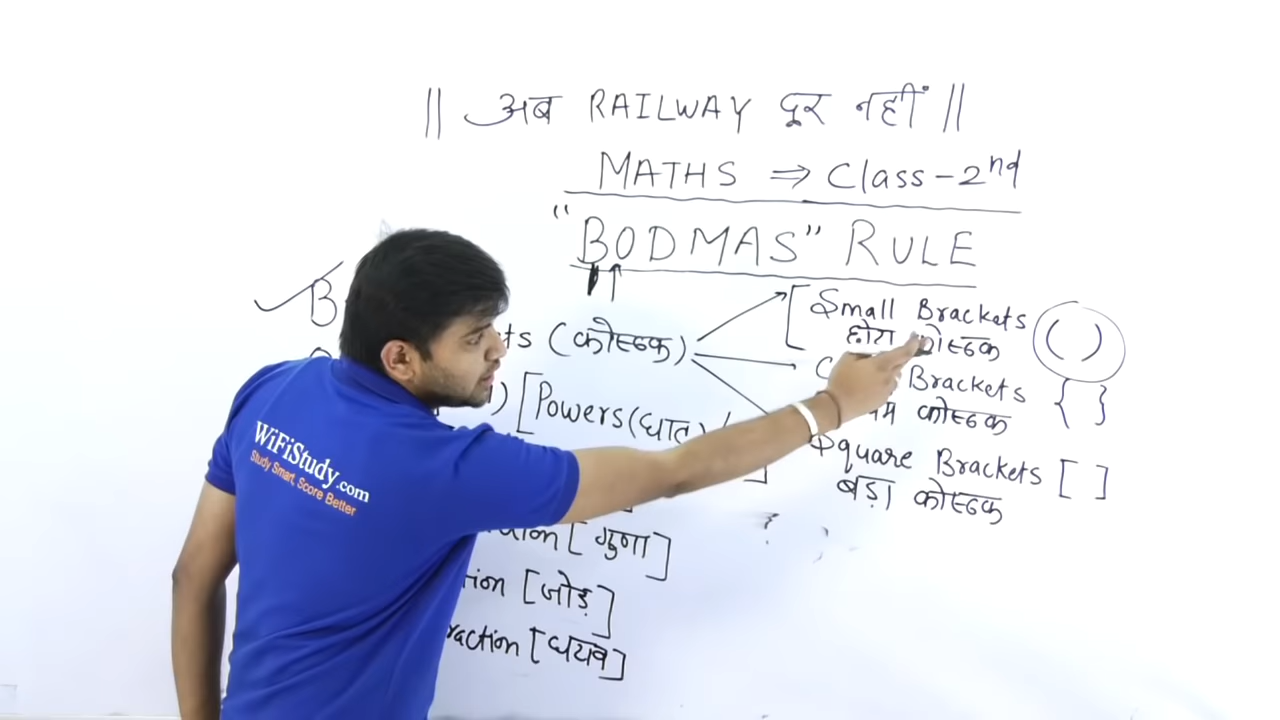 || अब RAILWAY दूर नहीं ||
MATHS ⇒ Class-2nd
"BODMAS" RULE
B
ts (कोष्ठक)
[Small Brackets ( )
छोटा कोष्ठक
Brackets { }
कोष्ठक
Square Brackets [ ]
बड़ा कोष्ठक
) [Powers(घात)/
]
[गुणा]
tion [जोड़]
raction [घटाव]
WiFiStudy.com
Study Smart, Score Better